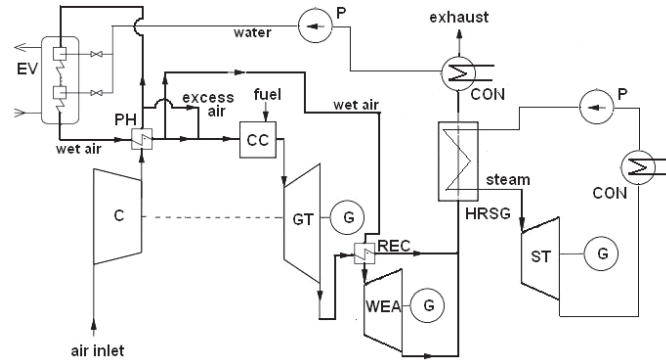 exhaust
P
water
EV
CON
excess
air
fuel
wet air
P
PH
wet air
CC
steam
CON
HRSG
C
GT
G
REC
ST
G
WEA
G
air inlet